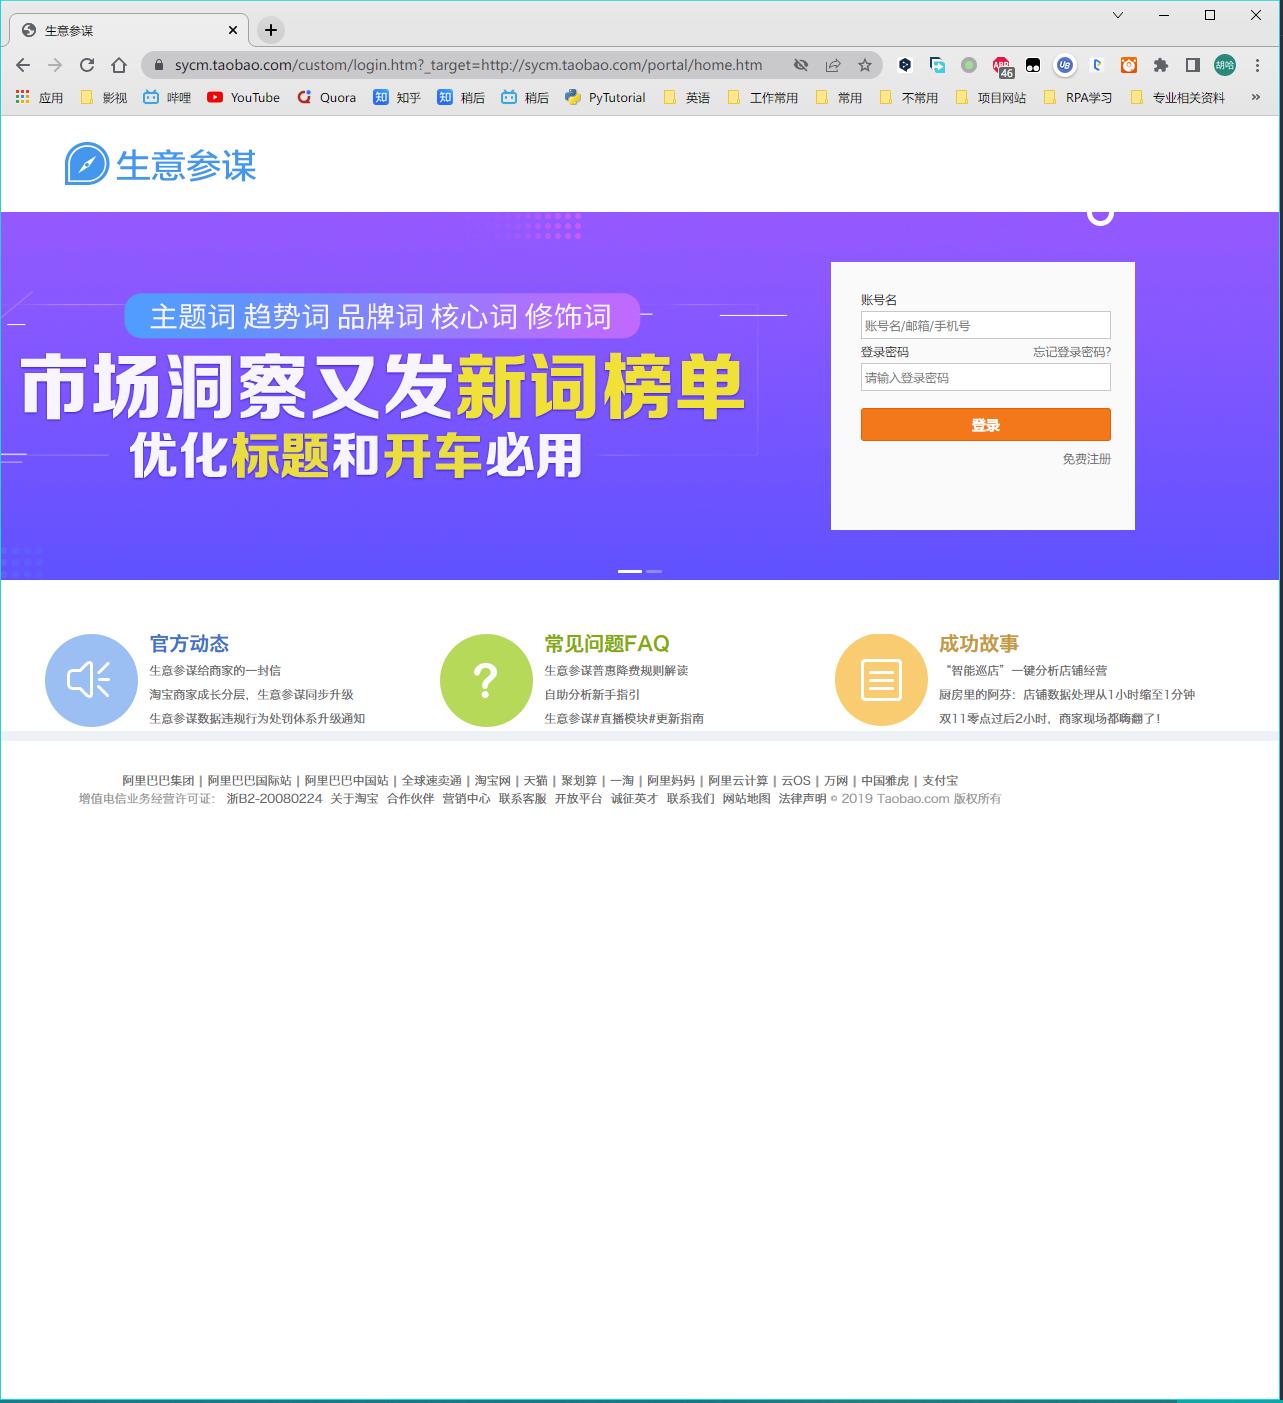 生意参谋
sycm.taobao.com/custom/login.htm?_target=http://sycm.taobao.com/portal/home.htm
ABP 46 UB 胡哈
应用 影视 哔哩 YouTube Quora 知 知乎 知 稍后 稍后 PyTutorial 英语 工作常用 常用 不常用 项目网站 RPA学习 专业相关资料 »
生意参谋
主题词 趋势词 品牌词 核心词 修饰词
市场洞察又发新词榜单
优化标题和开车必用
账号名
账号名/邮箱/手机号
登录密码 忘记登录密码?
请输入登录密码
登录
免费注册
官方动态
生意参谋给商家的一封信
淘宝商家成长分层，生意参谋同步升级
生意参谋数据违规行为处罚体系升级通知
常见问题FAQ
生意参谋普惠降费规则解读
自助分析新手指引
生意参谋#直播模块#更新指南
成功故事
“智能巡店”一键分析店铺经营
厨房里的阿芬：店铺数据处理从1小时缩至1分钟
双11零点过后2小时，商家现场都嗨翻了！
阿里巴巴集团 | 阿里巴巴国际站 | 阿里巴巴中国站 | 全球速卖通 | 淘宝网 | 天猫 | 聚划算 | 一淘 | 阿里妈妈 | 阿里云计算 | 云OS | 万网 | 中国雅虎 | 支付宝
增值电信业务经营许可证： 浙B2-20080224 关于淘宝 合作伙伴 营销中心 联系客服 开放平台 诚征英才 联系我们 网站地图 法律声明 © 2019 Taobao.com 版权所有